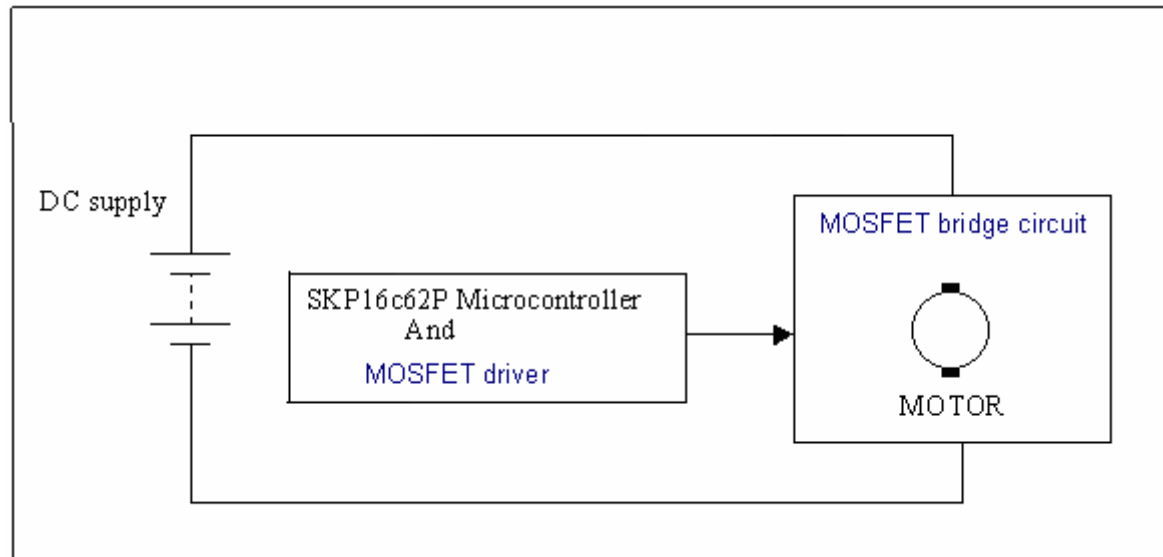 DC supply
MOSFET bridge circuit
SKP16c62P Microcontroller
And
MOSFET driver
MOTOR